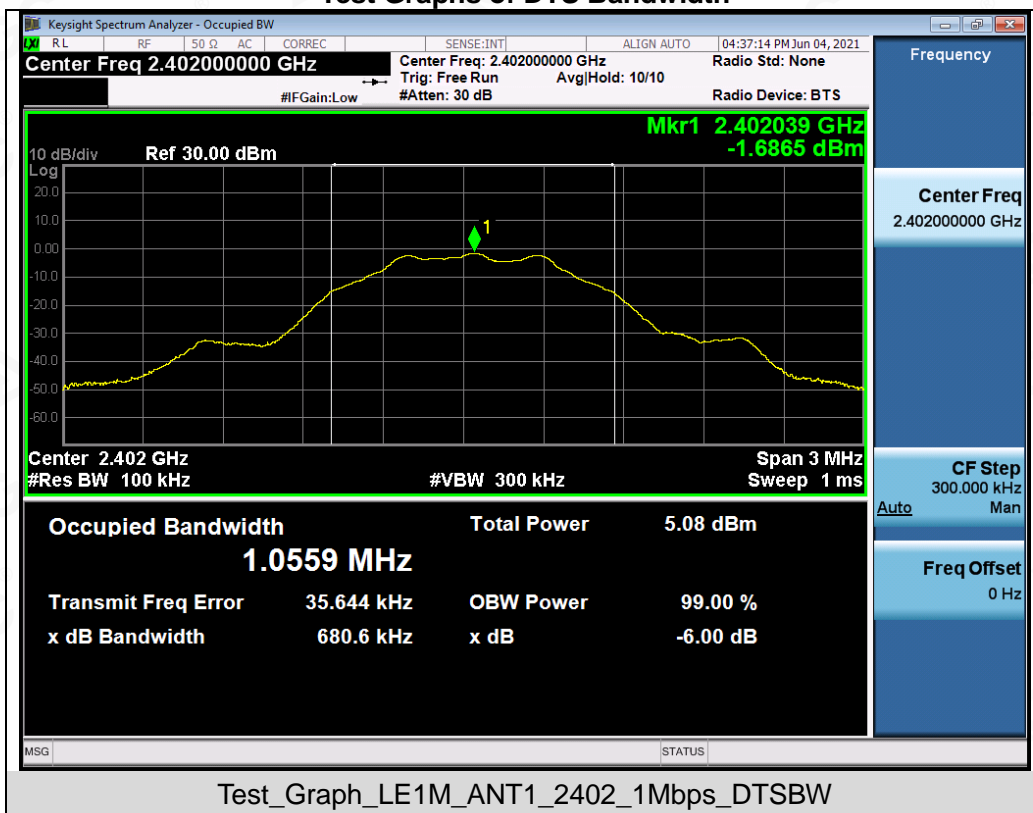 Test Graphs of DTS Bandwidth
Keysight Spectrum Analyzer - Occupied BW
LXI RL RF 50 Ω AC CORREC SENSE:INT ALIGN AUTO 04:37:14 PM Jun 04, 2021
Center Freq 2.402000000 GHz
Center Freq: 2.402000000 GHz
Radio Std: None
Trig: Free Run Avg|Hold: 10/10
#IFGain:Low
#Atten: 30 dB
Radio Device: BTS
Frequency
Mkr1 2.402039 GHz
-1.6865 dBm
10 dB/div Ref 30.00 dBm
Log
20.0
10.0
0.00
-10.0
-20.0
-30.0
-40.0
-50.0
-60.0
1
Center 2.402 GHz
Span 3 MHz
#Res BW 100 kHz
#VBW 300 kHz
Sweep 1 ms
Center Freq
2.402000000 GHz
CF Step
300.000 kHz
Auto Man
Freq Offset
0 Hz
Occupied Bandwidth
1.0559 MHz
Total Power 5.08 dBm
Transmit Freq Error 35.644 kHz
OBW Power 99.00 %
x dB Bandwidth 680.6 kHz
x dB -6.00 dB
MSG
STATUS
Test_Graph_LE1M_ANT1_2402_1Mbps_DTSBW